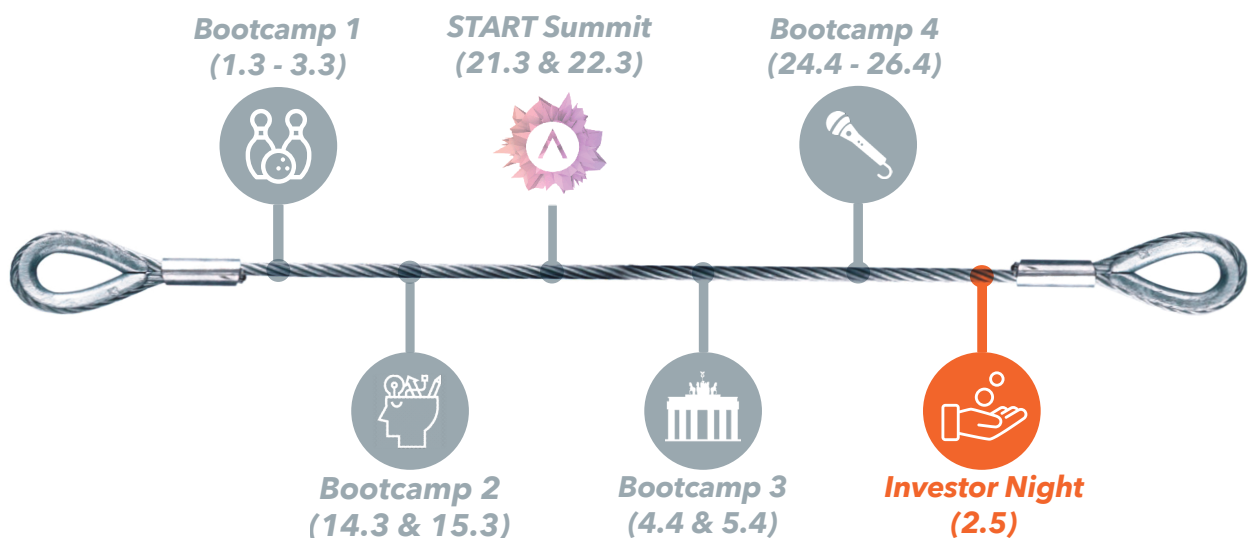 Bootcamp 1
(1.3 - 3.3)
START Summit
(21.3 & 22.3)
Bootcamp 4
(24.4 - 26.4)
Bootcamp 2
(14.3 & 15.3)
Bootcamp 3
(4.4 & 5.4)
Investor Night
(2.5)